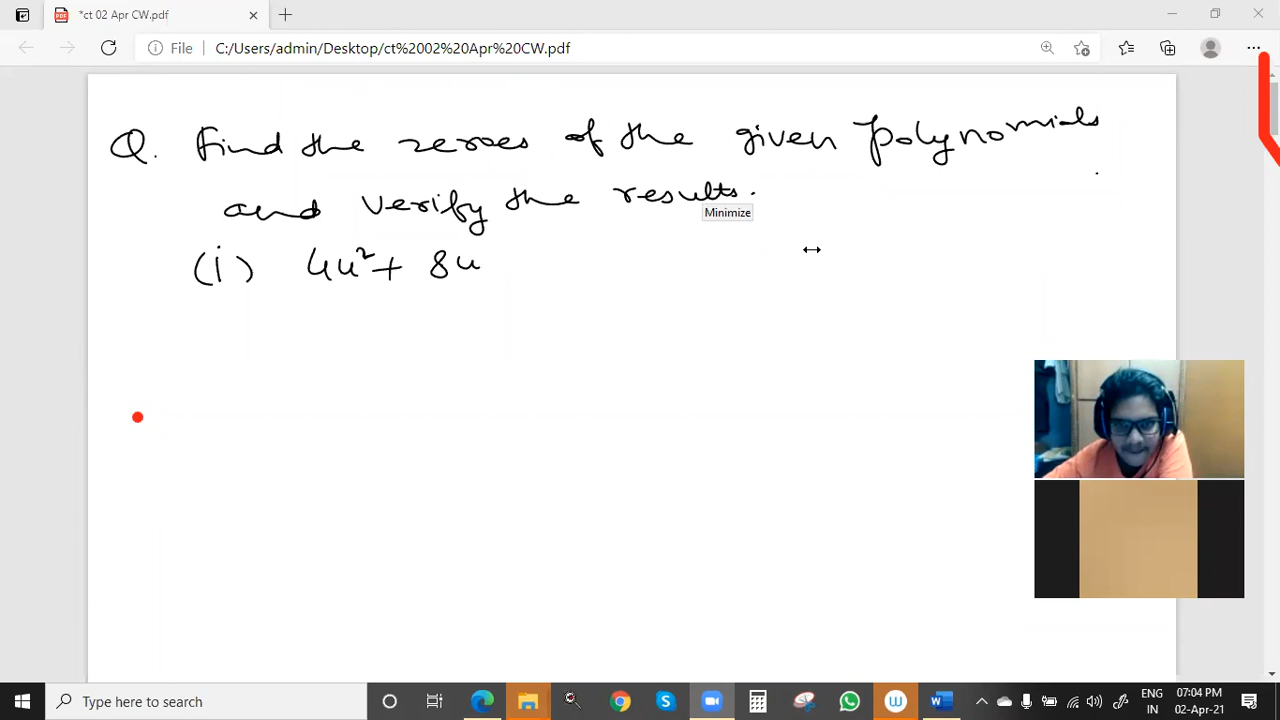 *ct 02 Apr CW.pdf
File C:/Users/admin/Desktop/ct%2002%20Apr%20CW.pdf
Q. Find the zeroes of the given polynomials
and verify the results.
Minimize
(i) 4u²+ 8u
Type here to search
ENG 07:04 PM
IN 02-Apr-21